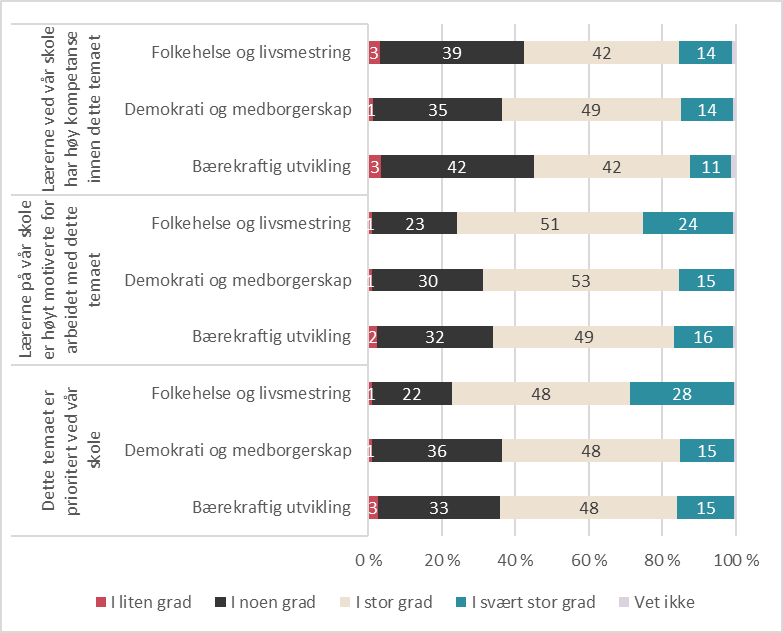 Lærerne ved vår skole
har høy kompetanse
innen dette temaet
Folkehelse og livsmestring 3 39 42 14
Demokrati og medborgerskap 1 35 49 14
Bærekraftig utvikling 3 42 42 11
Lærerne på vår skole
er høyt motiverte for
arbeidet med dette
temaet
Folkehelse og livsmestring 1 23 51 24
Demokrati og medborgerskap 1 30 53 15
Bærekraftig utvikling 2 32 49 16
Dette temaet er
prioritert ved vår
skole
Folkehelse og livsmestring 1 22 48 28
Demokrati og medborgerskap 1 36 48 15
Bærekraftig utvikling 3 33 48 15
0 % 20 % 40 % 60 % 80 % 100 %
I liten grad I noen grad I stor grad I svært stor grad Vet ikke